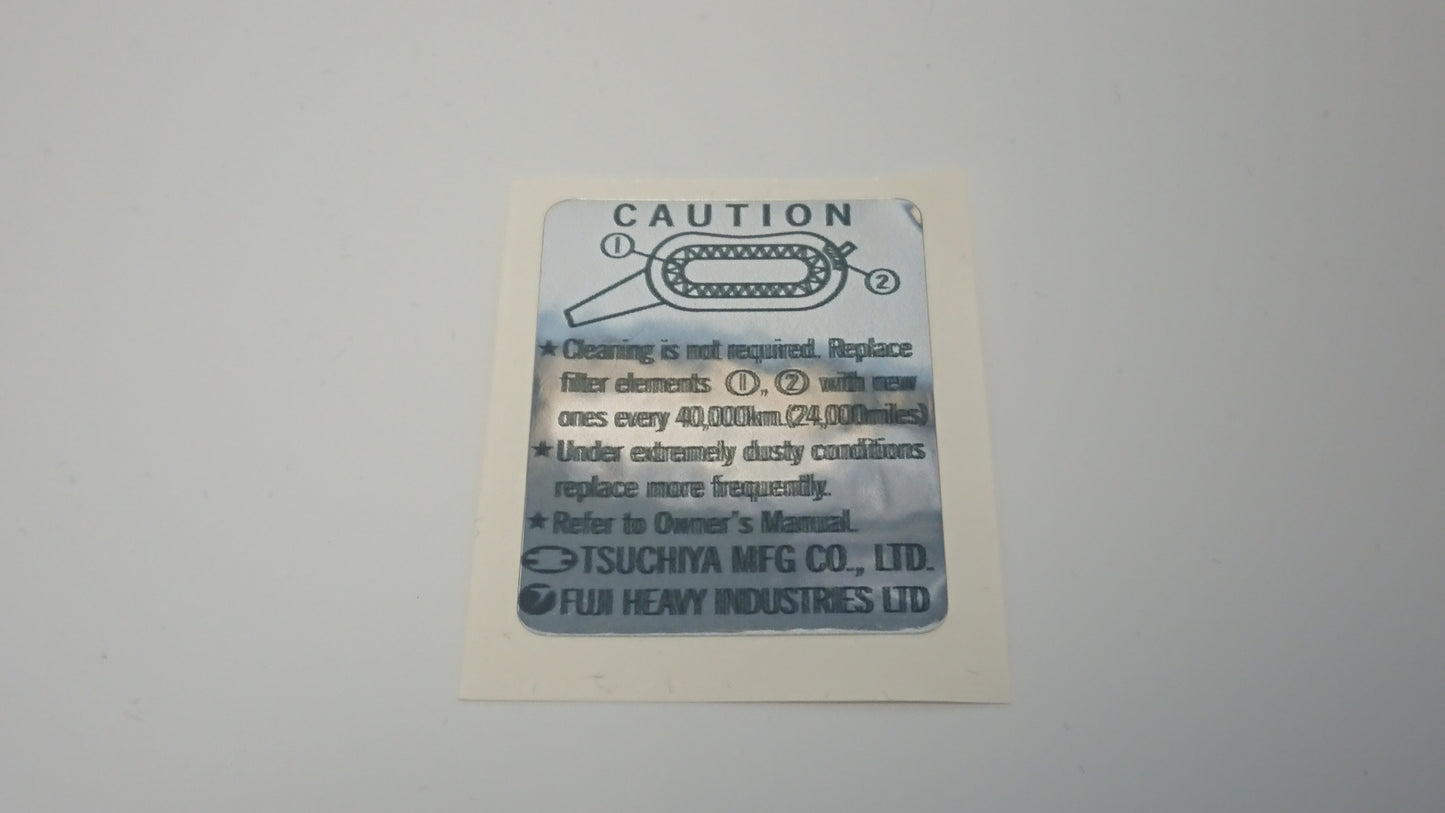 CAUTION
①
②
★ Cleaning is not required. Replace
filter elements ①, ② with new
ones every 40,000km.(24,000miles)
★ Under extremely dusty conditions
replace more frequently.
★ Refer to Owner's Manual.
TSUCHIYA MFG CO., LTD.
FUJI HEAVY INDUSTRIES LTD